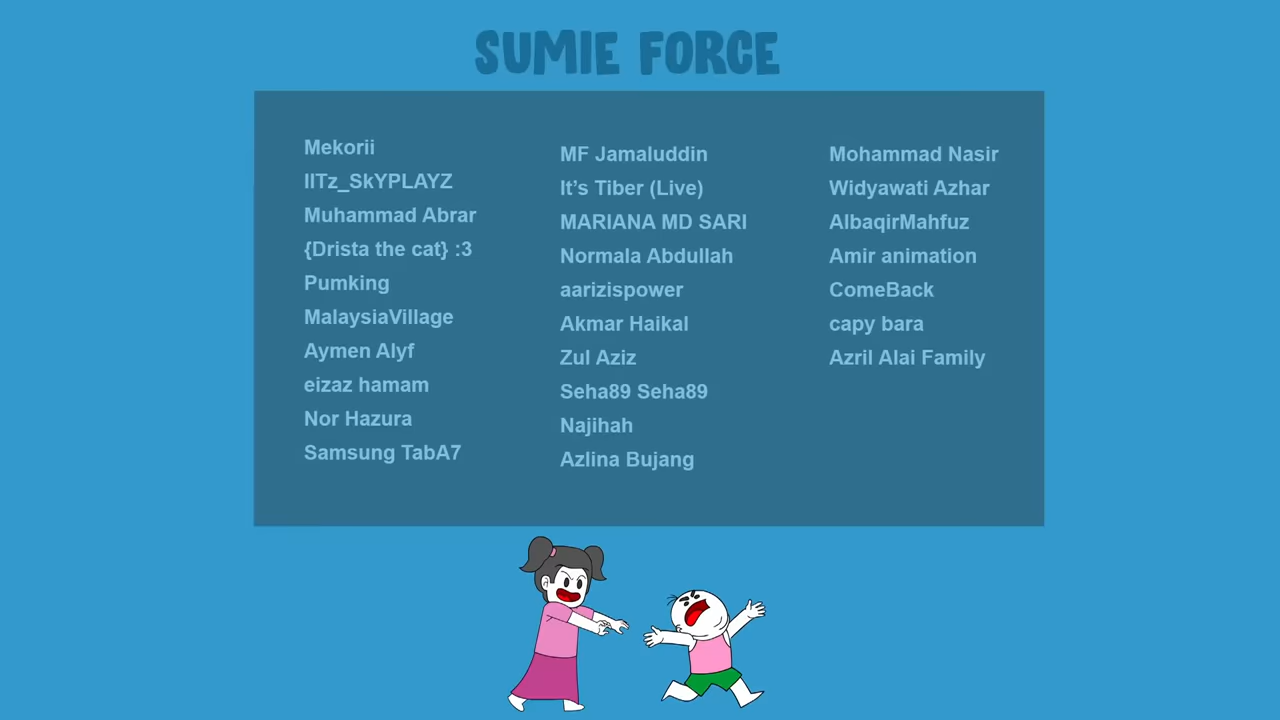 SUMIE FORCE
Mekorii
IITz_SkYPLAYZ
Muhammad Abrar
{Drista the cat} :3
Pumking
MalaysiaVillage
Aymen Alyf
eizaz hamam
Nor Hazura
Samsung TabA7
MF Jamaluddin
It’s Tiber (Live)
MARIANA MD SARI
Normala Abdullah
aarizispower
Akmar Haikal
Zul Aziz
Seha89 Seha89
Najihah
Azlina Bujang
Mohammad Nasir
Widyawati Azhar
AlbaqirMahfuz
Amir animation
ComeBack
capy bara
Azril Alai Family